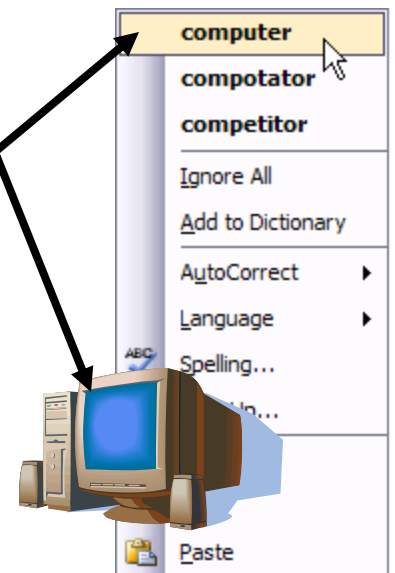 computer
compotator
competitor
Ignore All
Add to Dictionary
AutoCorrect
Language
ABC
Spelling...
Paste